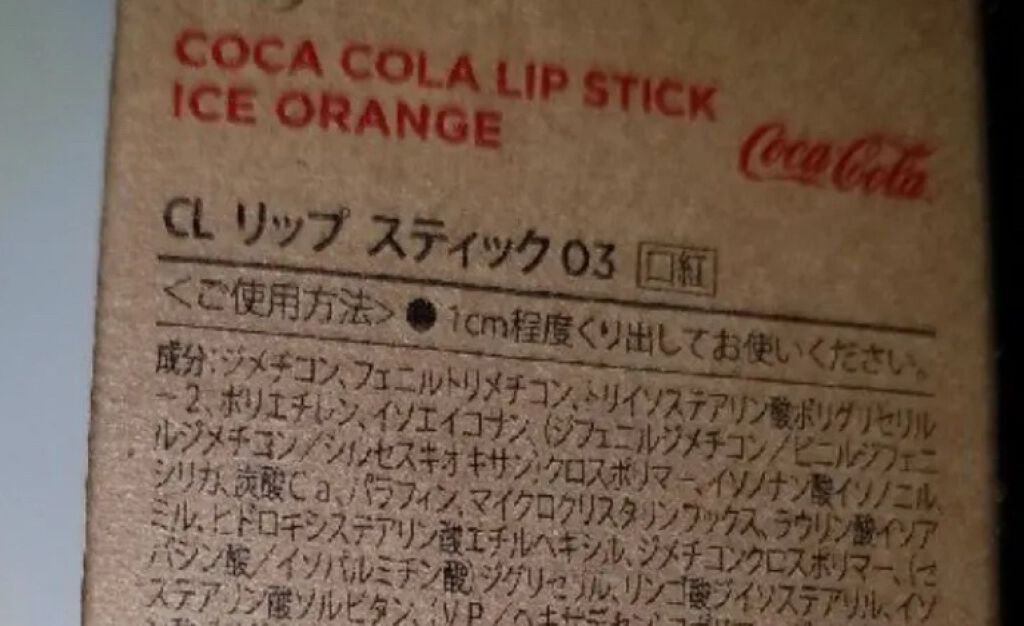 COCA COLA LIP STICK
ICE ORANGE
Coca-Cola
CL リップ スティック 03 口紅
<ご使用方法>●1cm程度くり出してお使いください。
成分:ジメチコン、フェニルトリメチコン、トリイソステアリン酸ポリグリセリル
-2、ポリエチレン、イソエイコサン、(ジフェニルジメチコン/ビニルジフェニ
ルジメチコン/シルセスキオキサン)クロスポリマー、イソノナン酸イソノニル、
シリカ、炭酸Ca、パラフィン、マイクロクリスタリンワックス、ラウリン酸イソア
ミル、ヒドロキシステアリン酸エチルヘキシル、ジメチコンクロスポリマー、(セ
バシン酸/イソパルミチン酸)ジグリセリル、リンゴ酸ジイソステアリル、イソ
ステアリン酸ソルビタン、(VP/ヘキサデセン)